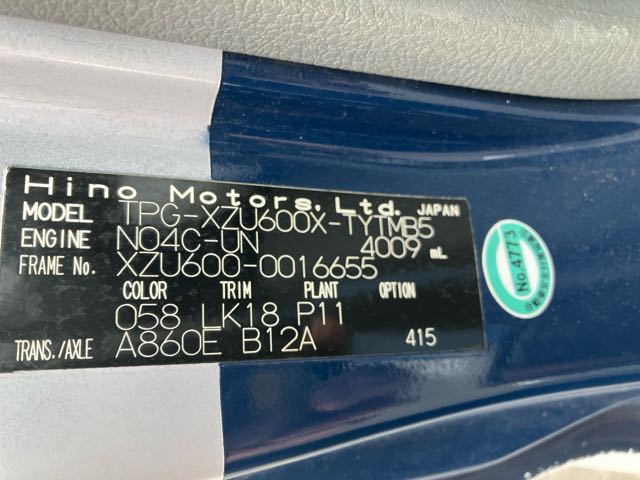 Hino Motors, Ltd. JAPAN
MODEL TPG-XZU600X-TYTMB5
ENGINE N04C-UN 4009 mL
FRAME No. XZU600-0016655
COLOR TRIM PLANT OPTION
058 LK18 P11
TRANS./AXLE A860E B12A 415
No.4773